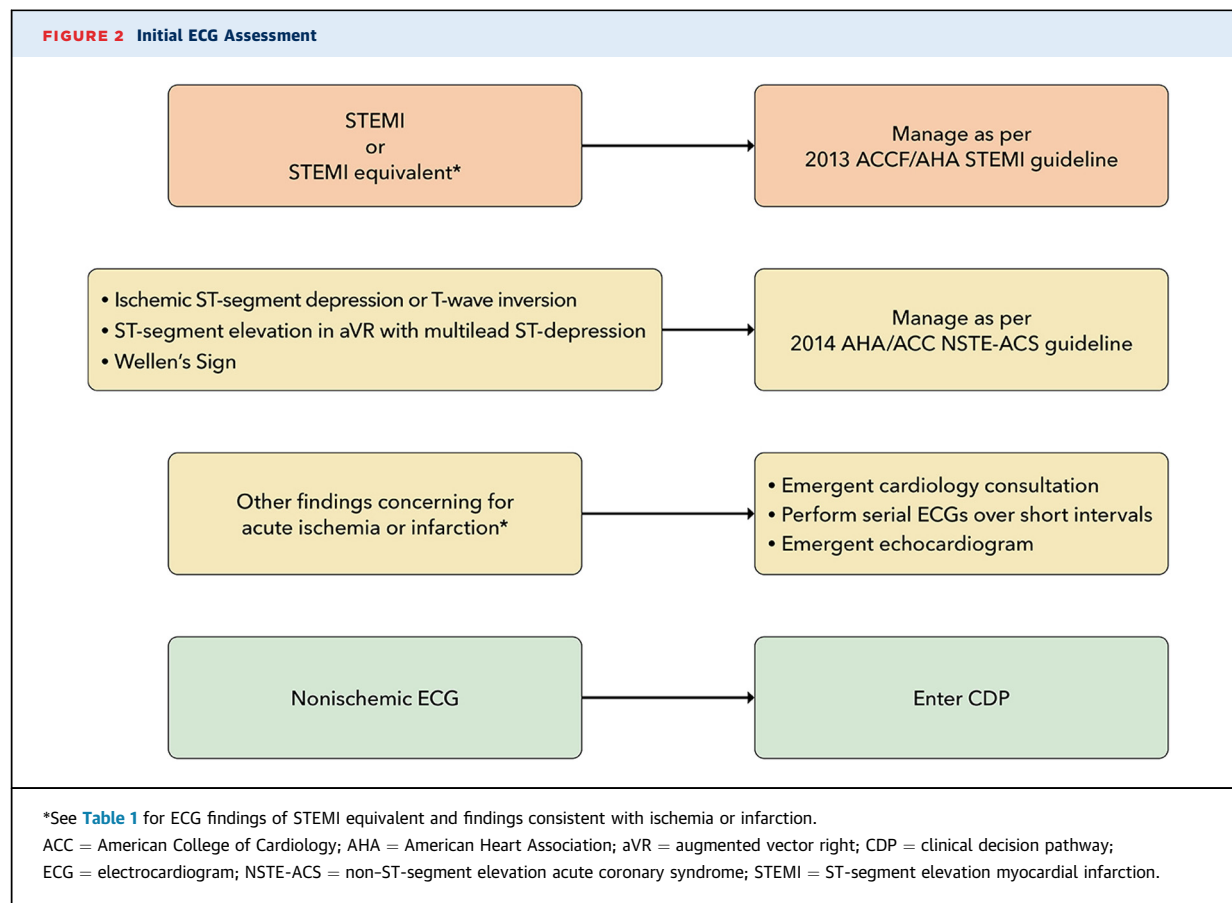 FIGURE 2 Initial ECG Assessment
STEMI
or
STEMI equivalent*
Manage as per
2013 ACCF/AHA STEMI guideline
• Ischemic ST-segment depression or T-wave inversion
• ST-segment elevation in aVR with multilead ST-depression
• Wellen's Sign
Manage as per
2014 AHA/ACC NSTE-ACS guideline
Other findings concerning for
acute ischemia or infarction*
• Emergent cardiology consultation
• Perform serial ECGs over short intervals
• Emergent echocardiogram
Nonischemic ECG
Enter CDP
*See Table 1 for ECG findings of STEMI equivalent and findings consistent with ischemia or infarction.
ACC = American College of Cardiology; AHA = American Heart Association; aVR = augmented vector right; CDP = clinical decision pathway;
ECG = electrocardiogram; NSTE-ACS = non–ST-segment elevation acute coronary syndrome; STEMI = ST-segment elevation myocardial infarction.